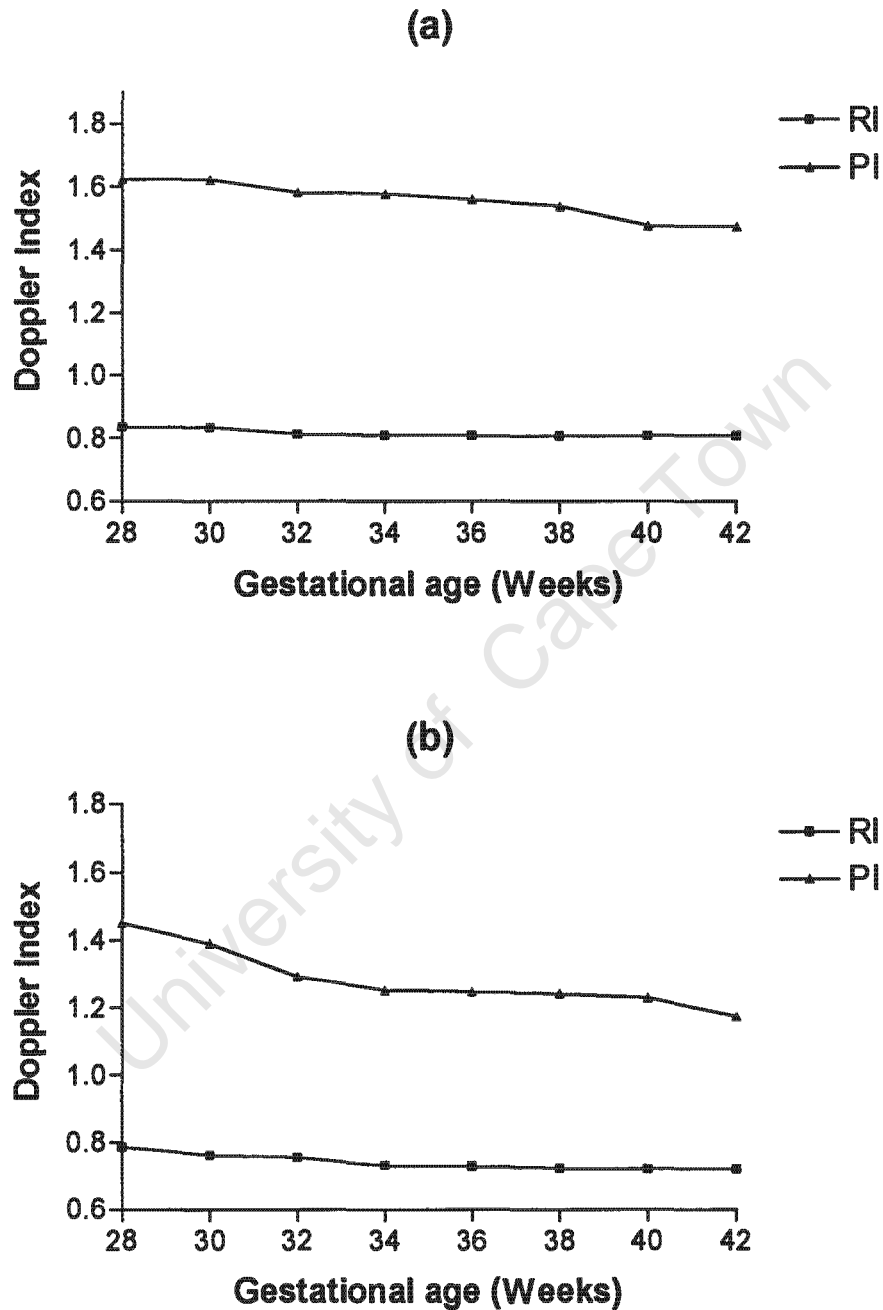 (a)
1.8
1.6
1.4
1.2
1.0
0.8
0.6
Doppler Index
28 30 32 34 36 38 40 42
Gestational age (Weeks)
RI
PI
University of Cape Town
(b)
1.8
1.6
1.4
1.2
1.0
0.8
0.6
Doppler Index
28 30 32 34 36 38 40 42
Gestational age (Weeks)
RI
PI